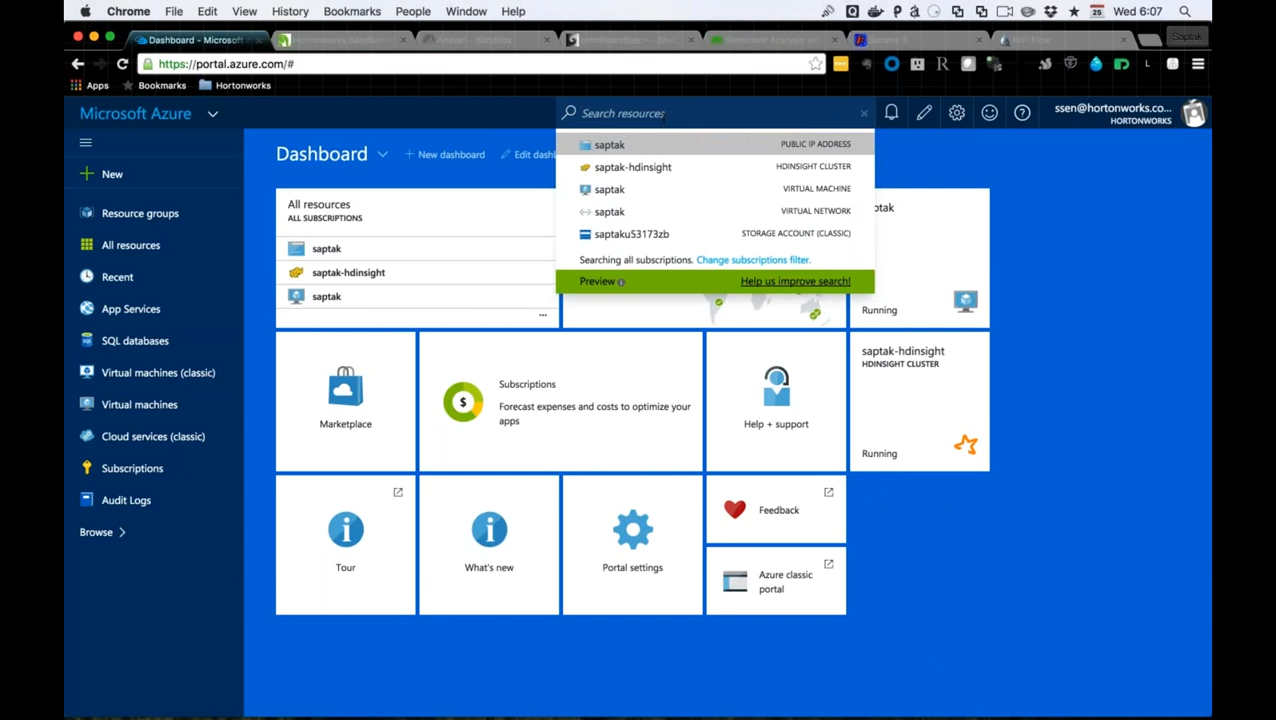 Chrome File Edit View History Bookmarks People Window Help
25 Wed 6:07
Dashboard - Microsoft
Saptak
https://portal.azure.com/#
Apps Bookmarks Hortonworks
Microsoft Azure
Search resources
ssen@hortonworks.co...
HORTONWORKS
saptak PUBLIC IP ADDRESS
saptak-hdinsight HDINSIGHT CLUSTER
saptak VIRTUAL MACHINE
saptak VIRTUAL NETWORK
saptaku53173zb STORAGE ACCOUNT (CLASSIC)
Searching all subscriptions. Change subscriptions filter.
Preview Help us improve search!
New
Resource groups
All resources
Recent
App Services
SQL databases
Virtual machines (classic)
Virtual machines
Cloud services (classic)
Subscriptions
Audit Logs
Browse
Dashboard
New dashboard
Edit dashl
All resources
ALL SUBSCRIPTIONS
saptak
saptak-hdinsight
saptak
...
ptak
Running
Marketplace
Subscriptions
Forecast expenses and costs to optimize your
apps
Help + support
saptak-hdinsight
HDINSIGHT CLUSTER
Running
Tour
What's new
Portal settings
Feedback
Azure classic
portal